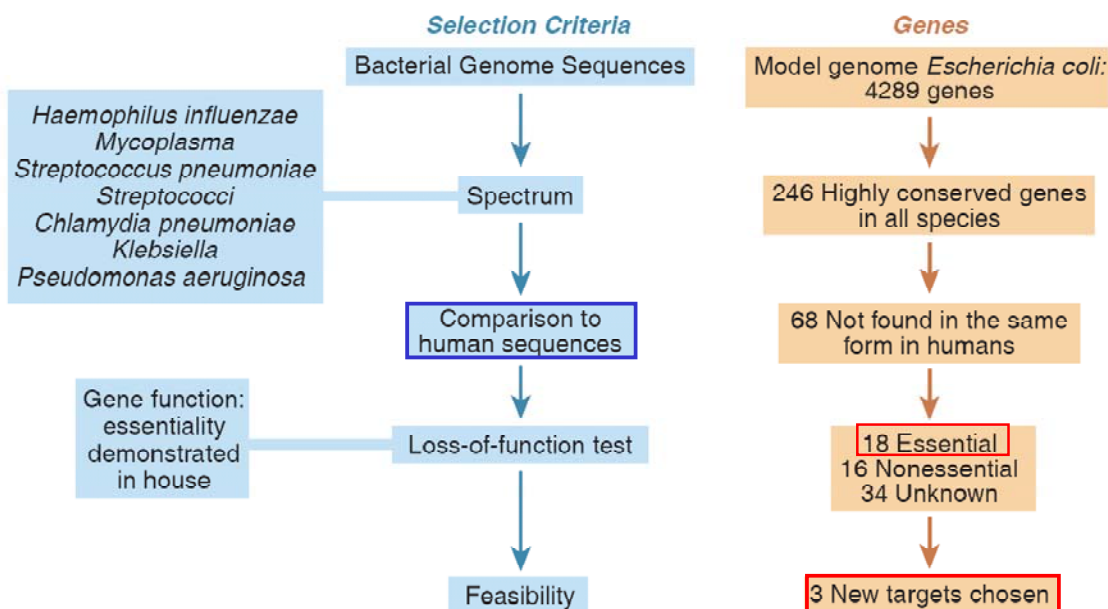 Selection Criteria
Bacterial Genome Sequences
Haemophilus influenzae
Mycoplasma
Streptococcus pneumoniae
Streptococci
Chlamydia pneumoniae
Klebsiella
Pseudomonas aeruginosa
Spectrum
Comparison to
human sequences
Gene function:
essentiality
demonstrated
in house
Loss-of-function test
Feasibility
Genes
Model genome Escherichia coli:
4289 genes
246 Highly conserved genes
in all species
68 Not found in the same
form in humans
18 Essential
16 Nonessential
34 Unknown
3 New targets chosen